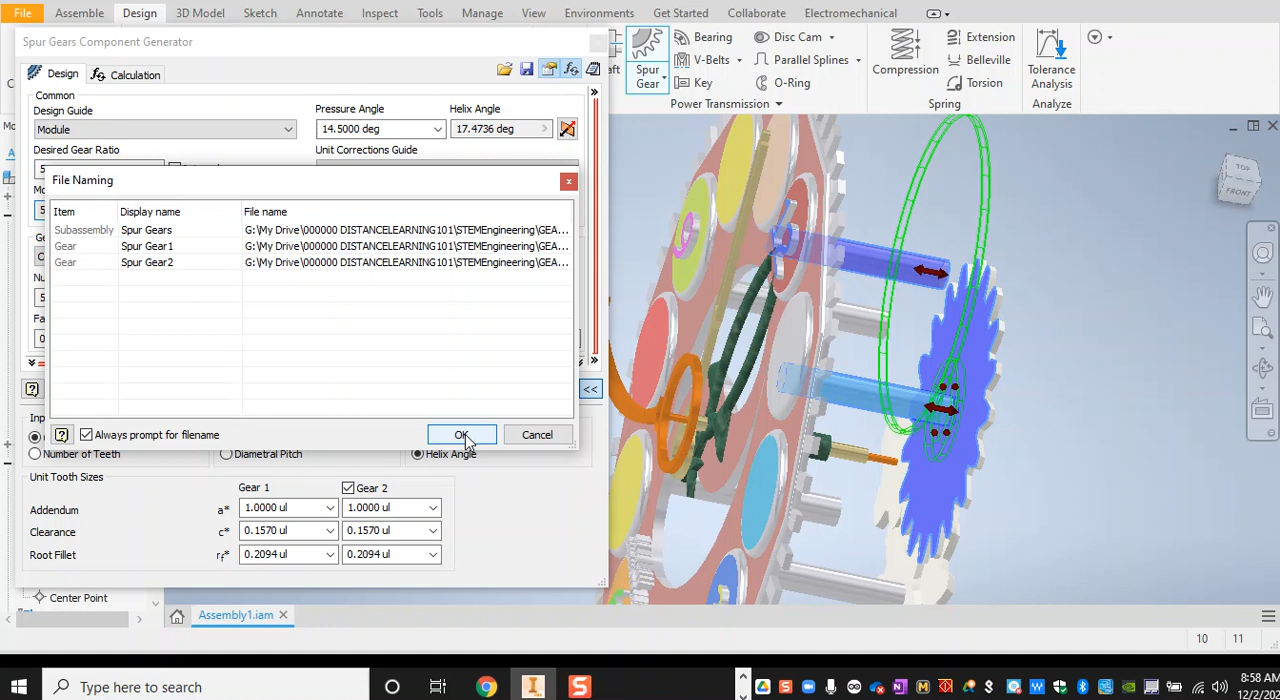 File Assemble Design 3D Model Sketch Annotate Inspect Tools Manage View Environments Get Started Collaborate Electromechanical
Spur Gears Component Generator
Bearing Disc Cam Extension
V-Belts Parallel Splines Belleville
Key O-Ring Torsion
Spur
Gear
Compression
Tolerance
Analysis
Power Transmission Spring Analyze
Design Calculation
Common
Design Guide Pressure Angle Helix Angle
Module 14.5000 deg 17.4736 deg
Desired Gear Ratio Unit Corrections Guide
File Naming
Item Display name File name
Subassembly Spur Gears G:\My Drive\000000 DISTANCELEARNING101\STEMEngineering\GEA...
Gear Spur Gear1 G:\My Drive\000000 DISTANCELEARNING101\STEMEngineering\GEA...
Gear Spur Gear2 G:\My Drive\000000 DISTANCELEARNING101\STEMEngineering\GEA...
Always prompt for filename OK Cancel
<<
Number of Teeth Diametral Pitch Helix Angle
Unit Tooth Sizes
Gear 1 Gear 2
Addendum a* 1.0000 ul 1.0000 ul
Clearance c* 0.1570 ul 0.1570 ul
Root Fillet rf* 0.2094 ul 0.2094 ul
Center Point
Assembly1.iam
TOP
FRONT
10 11
Type here to search
8:58 AM